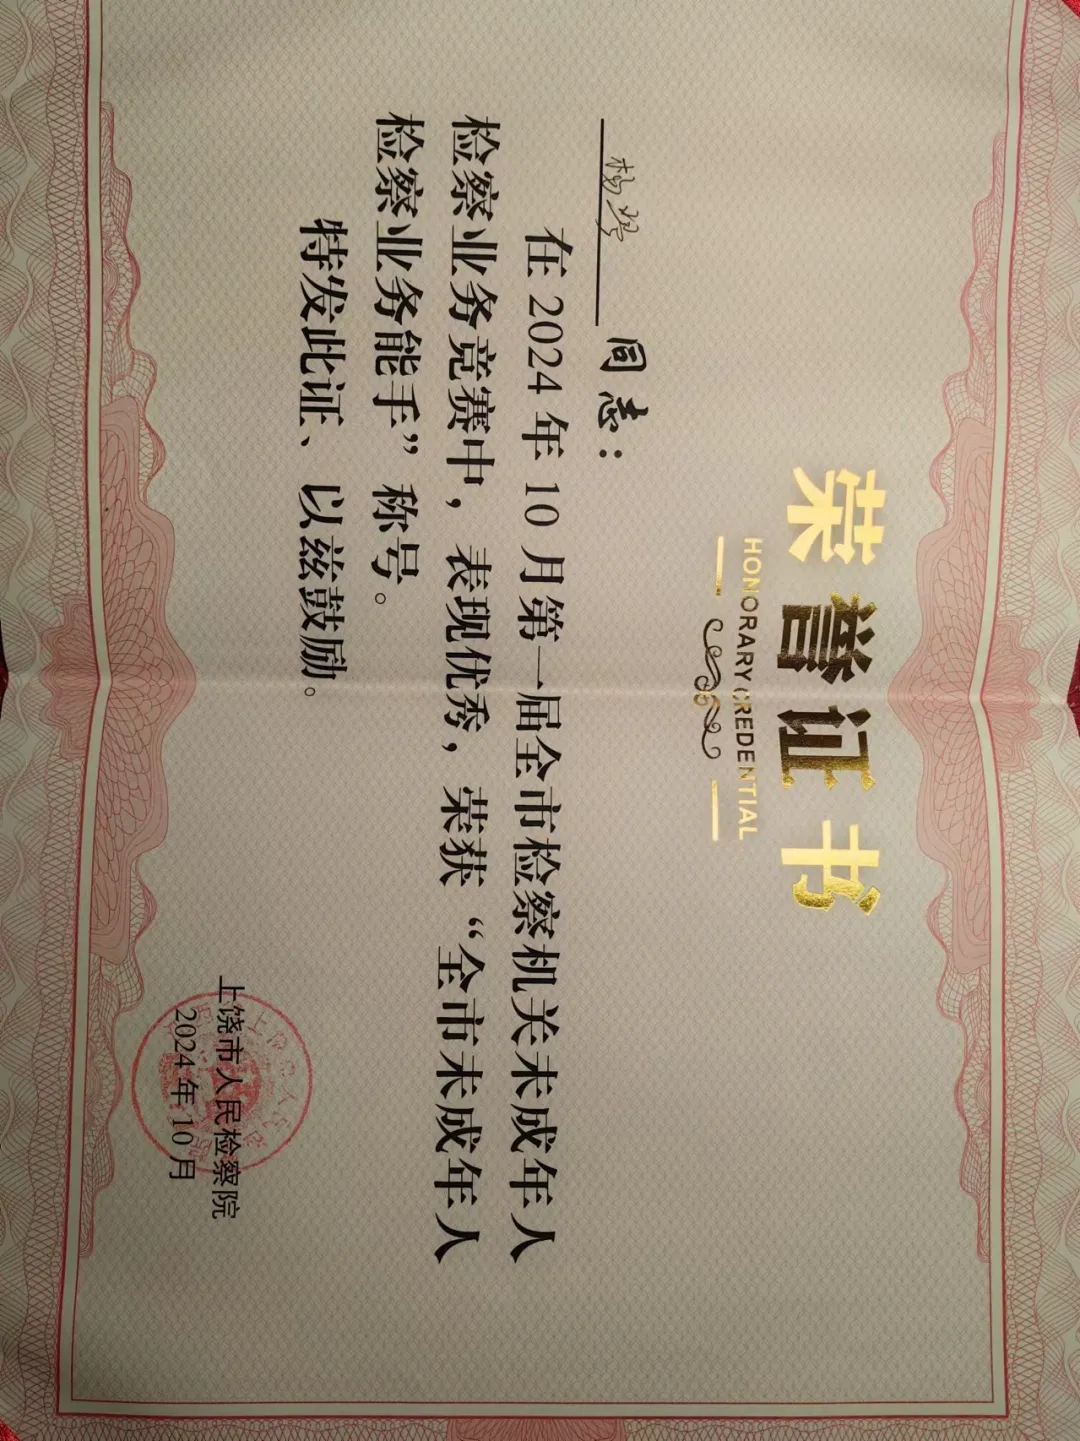 荣誉证书
HONORARY CREDENTIAL
杨 同志：
在2024年10月第一届全市检察机关未成年人
检察业务竞赛中，表现优秀，荣获“全市未成年人
检察业务能手”称号。
特发此证、以兹鼓励。
上饶市人民检察院
2024年10月